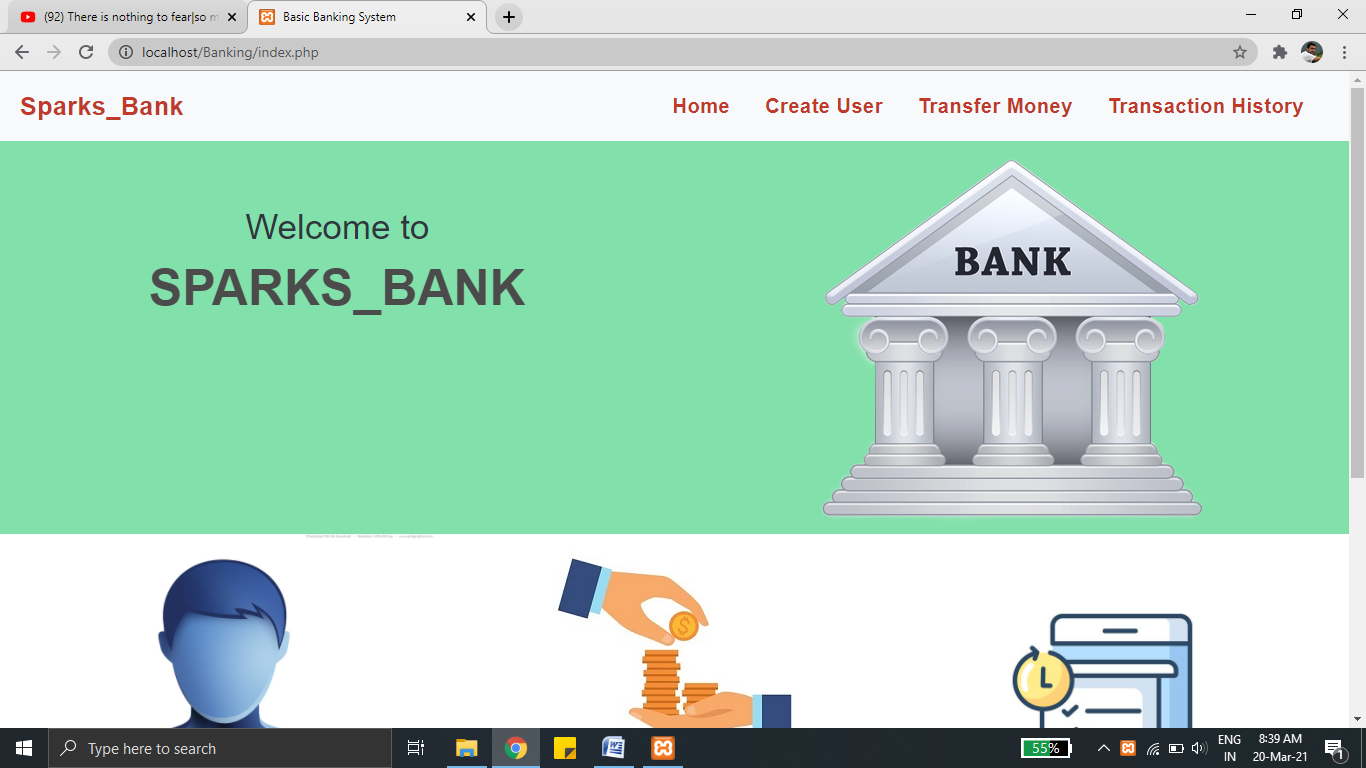 (92) There is nothing to fear|so m
Basic Banking System
localhost/Banking/index.php
Sparks_Bank
Home
Create User
Transfer Money
Transaction History
Welcome to
SPARKS_BANK
BANK
$
L
Type here to search
W
55%
ENG
IN
8:39 AM
20-Mar-21
1